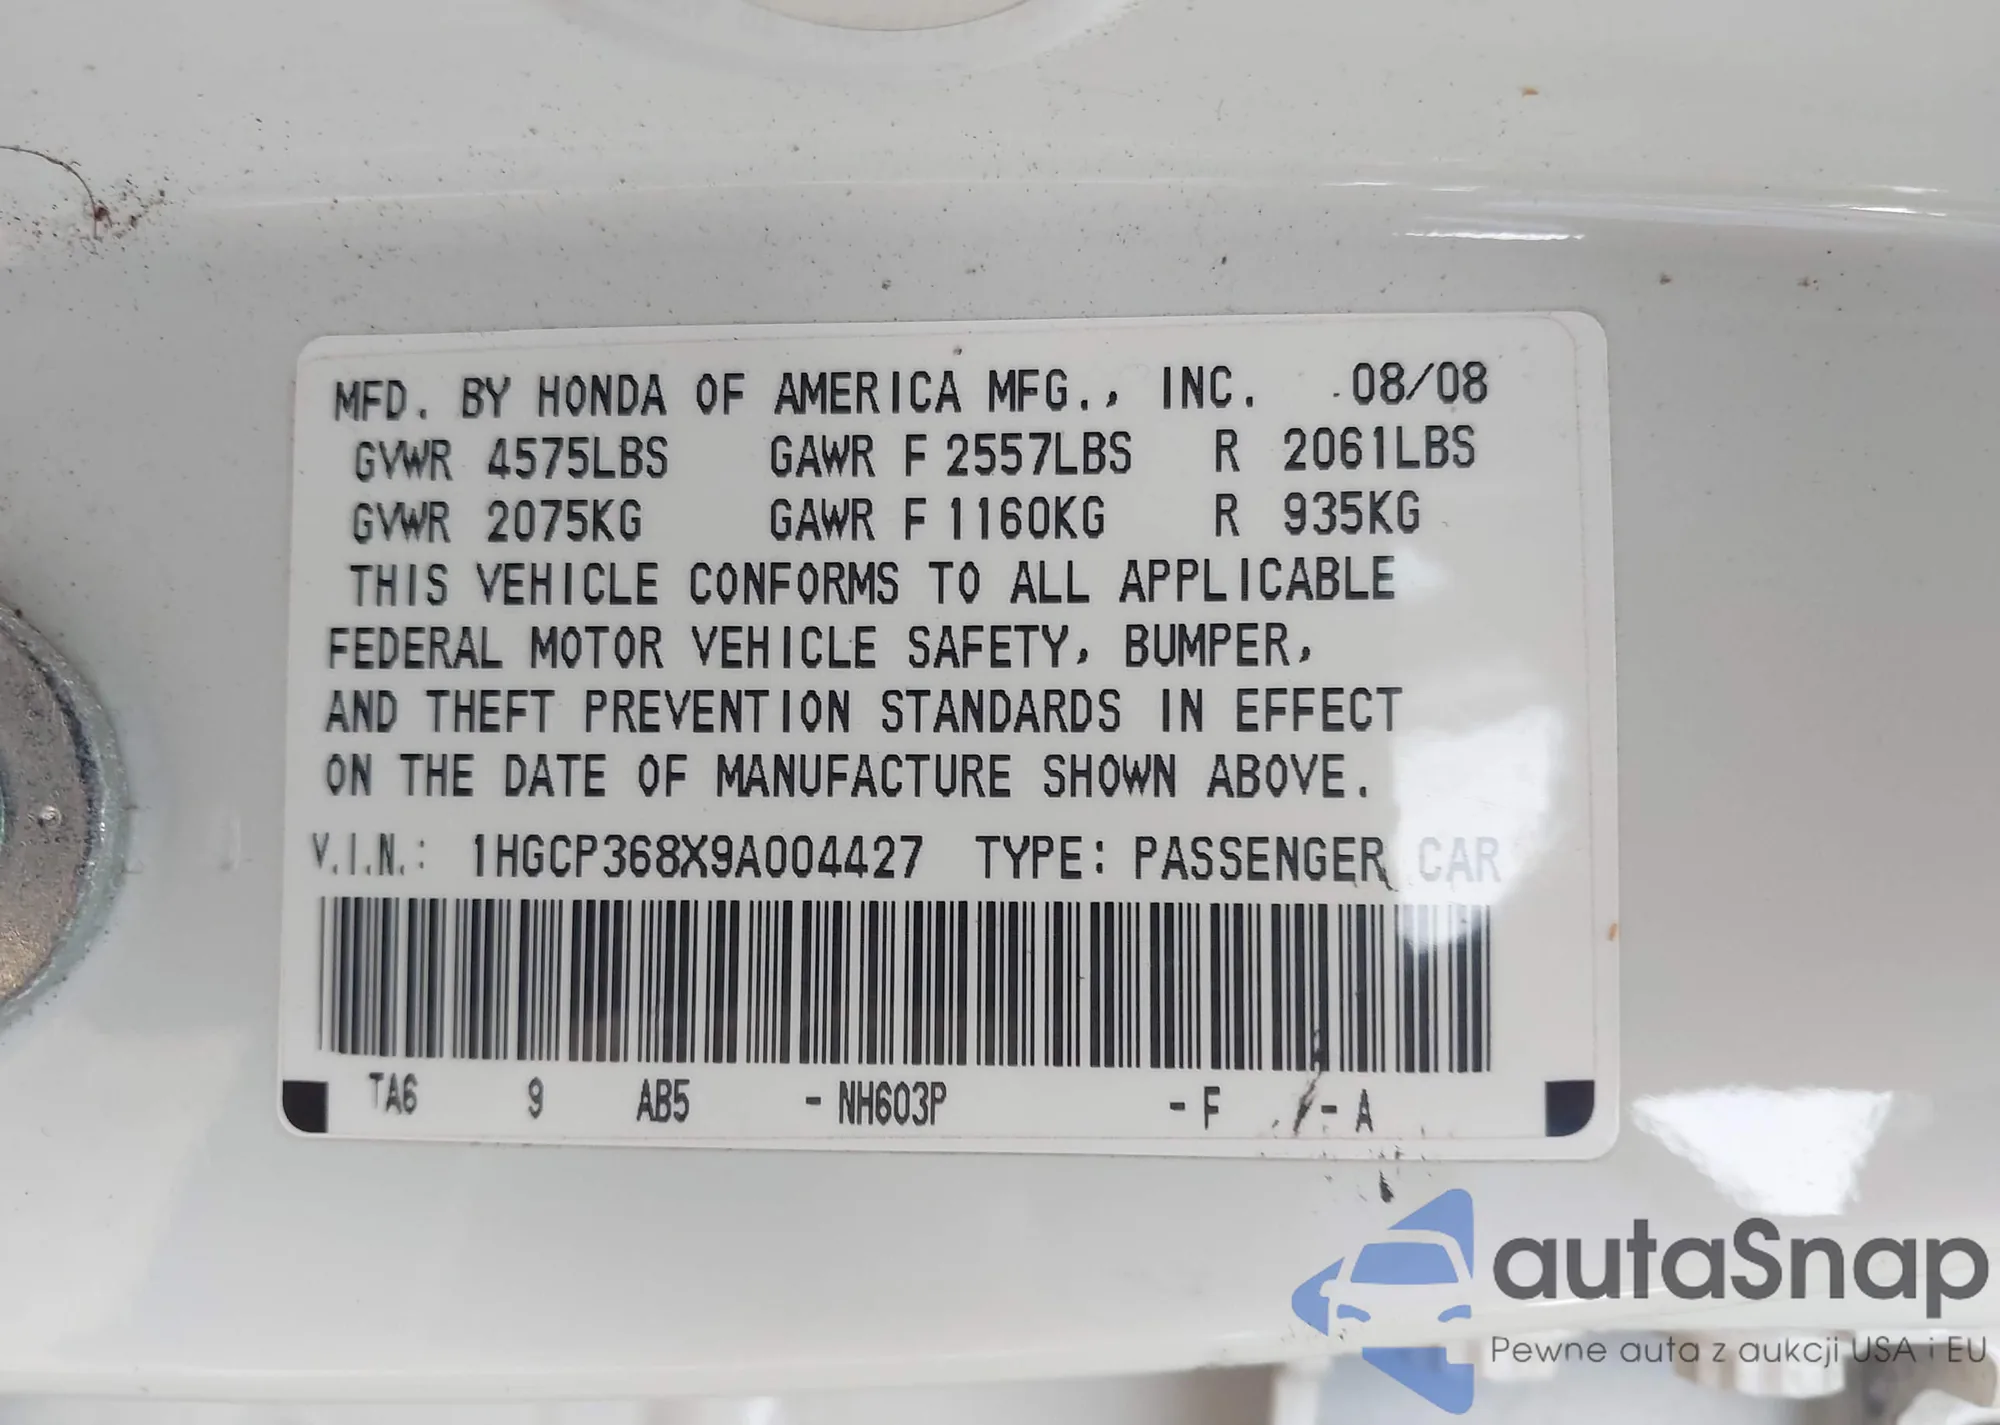 MFD. BY HONDA OF AMERICA MFG., INC. 08/08
GVWR 4575LBS GAWR F 2557LBS R 2061LBS
GVWR 2075KG GAWR F 1160KG R 935KG
THIS VEHICLE CONFORMS TO ALL APPLICABLE
FEDERAL MOTOR VEHICLE SAFETY, BUMPER,
AND THEFT PREVENTION STANDARDS IN EFFECT
ON THE DATE OF MANUFACTURE SHOWN ABOVE.
V.I.N.: 1HGCP368X9A004427 TYPE: PASSENGER CAR
TA6 9 AB5 - NH603P - F - A
autaSnap
Pewne auta z aukcji USA i EU